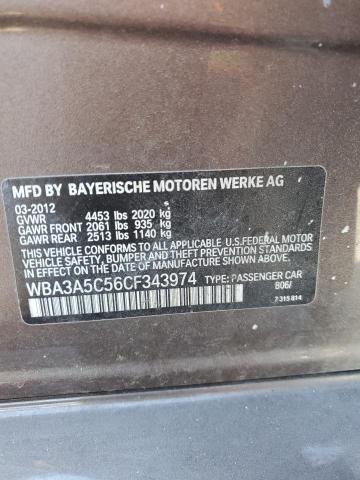 MFD BY BAYERISCHE MOTOREN WERKE AG
03-2012
GVWR 4453 lbs 2020 kg
GAWR FRONT 2061 lbs 935 kg
GAWR REAR 2513 lbs 1140 kg
THIS VEHICLE CONFORMS TO ALL APPLICABLE U.S.FEDERAL MOTOR
VEHICLE SAFETY, BUMPER, AND THEFT PREVENTION STANDARDS
IN EFFECT ON THE DATE OF MANUFACTURE SHOWN ABOVE.
WBA3A5C56CF343974 TYPE: PASSENGER CAR
B06/
7 315 814